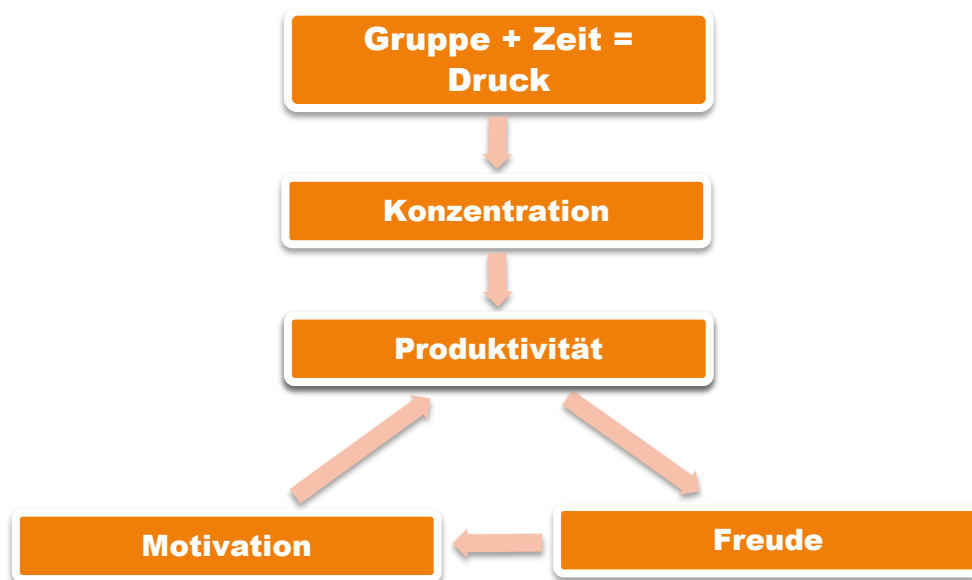 Gruppe + Zeit =
Druck
Konzentration
Produktivität
Motivation
Freude